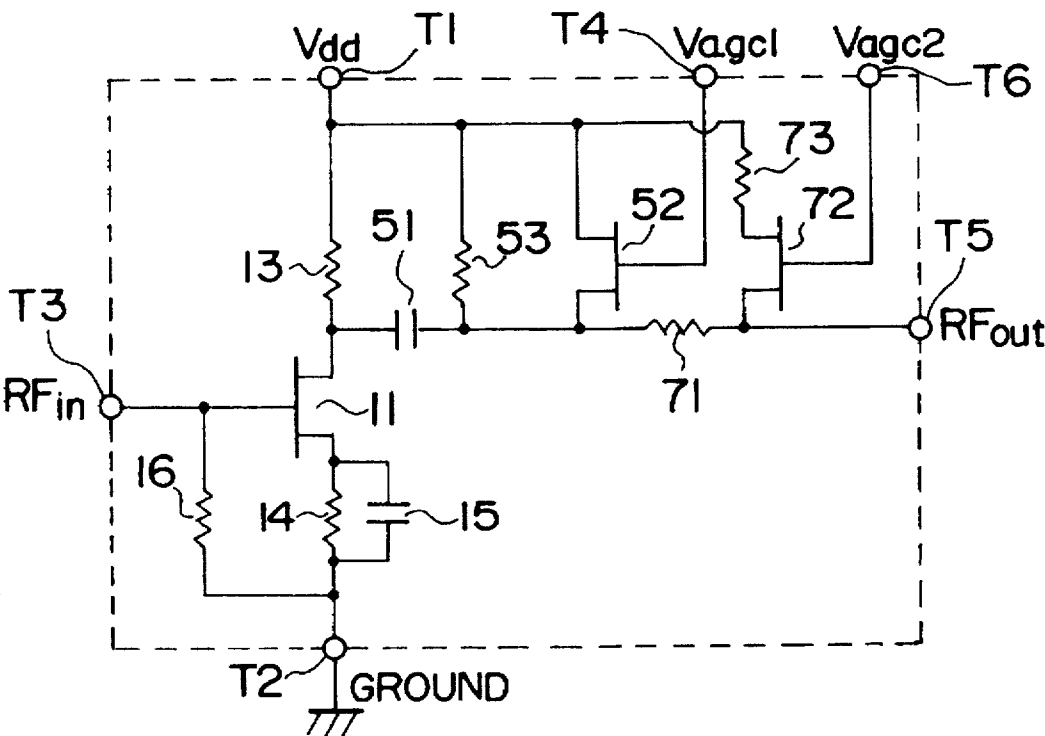 Vdd T1 T4 Vagc1 Vagc2
T6
73
51 52 72
13 53 T5
T3
RFout
71
RFin 11
16
14 15
T2
GROUND